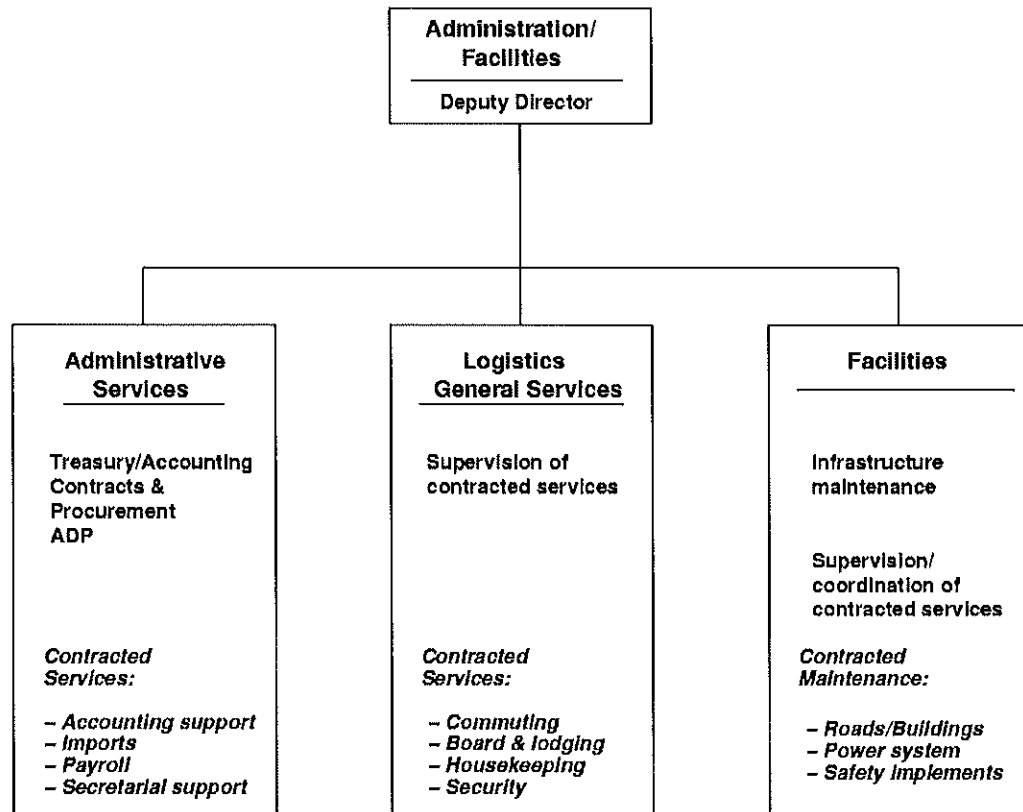 Administration/
Facilities
Deputy Director
Administrative
Services
Treasury/Accounting
Contracts &
Procurement
ADP
Contracted
Services:
– Accounting support
– Imports
– Payroll
– Secretarial support
Logistics
General Services
Supervision of
contracted services
Contracted
Services:
– Commuting
– Board & lodging
– Housekeeping
– Security
Facilities
Infrastructure
maintenance
Supervision/
coordination of
contracted services
Contracted
Maintenance:
– Roads/Buildings
– Power system
– Safety implements